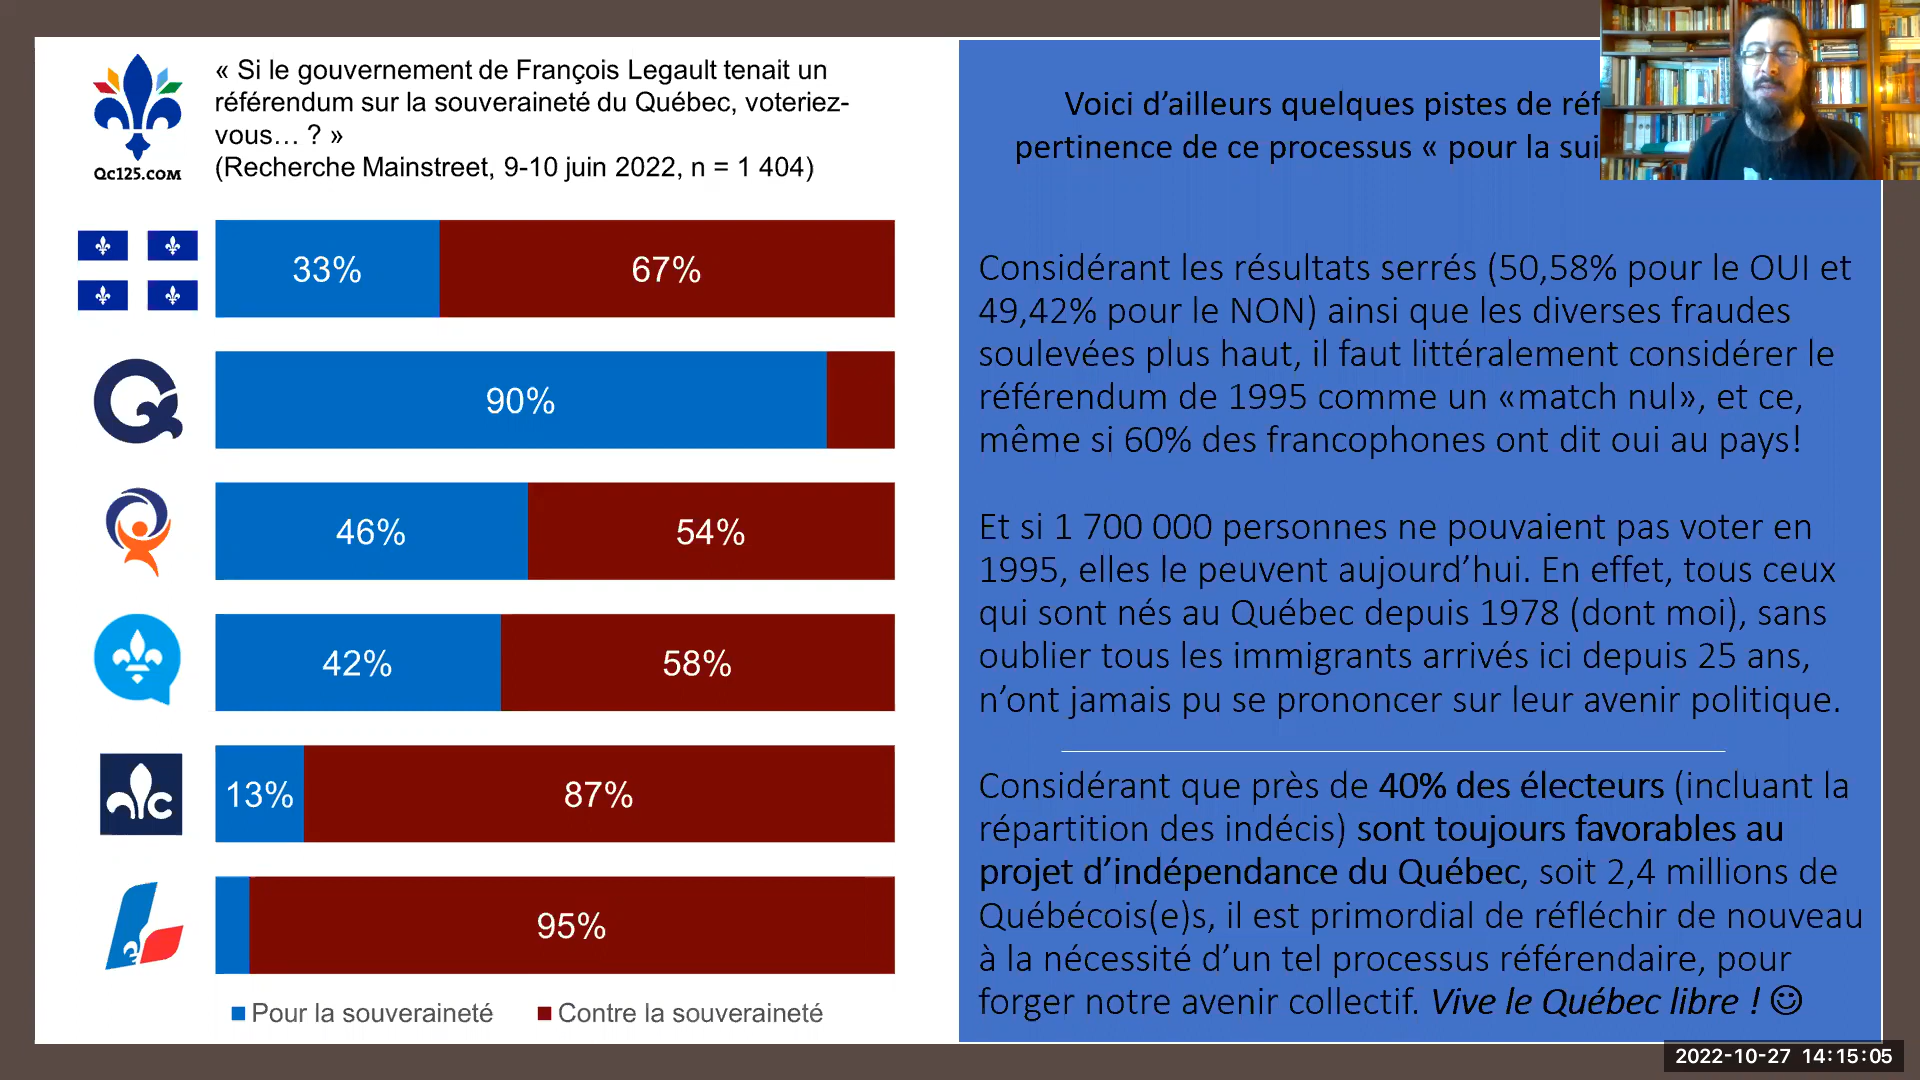 « Si le gouvernement de François Legault tenait un
référendum sur la souveraineté du Québec, voteriez-
vous… ? »
(Recherche Mainstreet, 9-10 juin 2022, n = 1 404)
Qc125.com
33% 67%
90%
46% 54%
42% 58%
13% 87%
95%
Pour la souveraineté Contre la souveraineté
Voici d’ailleurs quelques pistes de
pertinence de ce processus « pour la
Considérant les résultats serrés (50,58% pour le OUI et
49,42% pour le NON) ainsi que les diverses fraudes
soulevées plus haut, il faut littéralement considérer le
référendum de 1995 comme un «match nul», et ce,
même si 60% des francophones ont dit oui au pays!
Et si 1 700 000 personnes ne pouvaient pas voter en
1995, elles le peuvent aujourd’hui. En effet, tous ceux
qui sont nés au Québec depuis 1978 (dont moi), sans
oublier tous les immigrants arrivés ici depuis 25 ans,
n’ont jamais pu se prononcer sur leur avenir politique.
Considérant que près de 40% des électeurs (incluant la
répartition des indécis) sont toujours favorables au
projet d’indépendance du Québec, soit 2,4 millions de
Québécois(e)s, il est primordial de réfléchir de nouveau
à la nécessité d’un tel processus référendaire, pour
forger notre avenir collectif. Vive le Québec libre ! ☺
2022-10-27 14:15:05